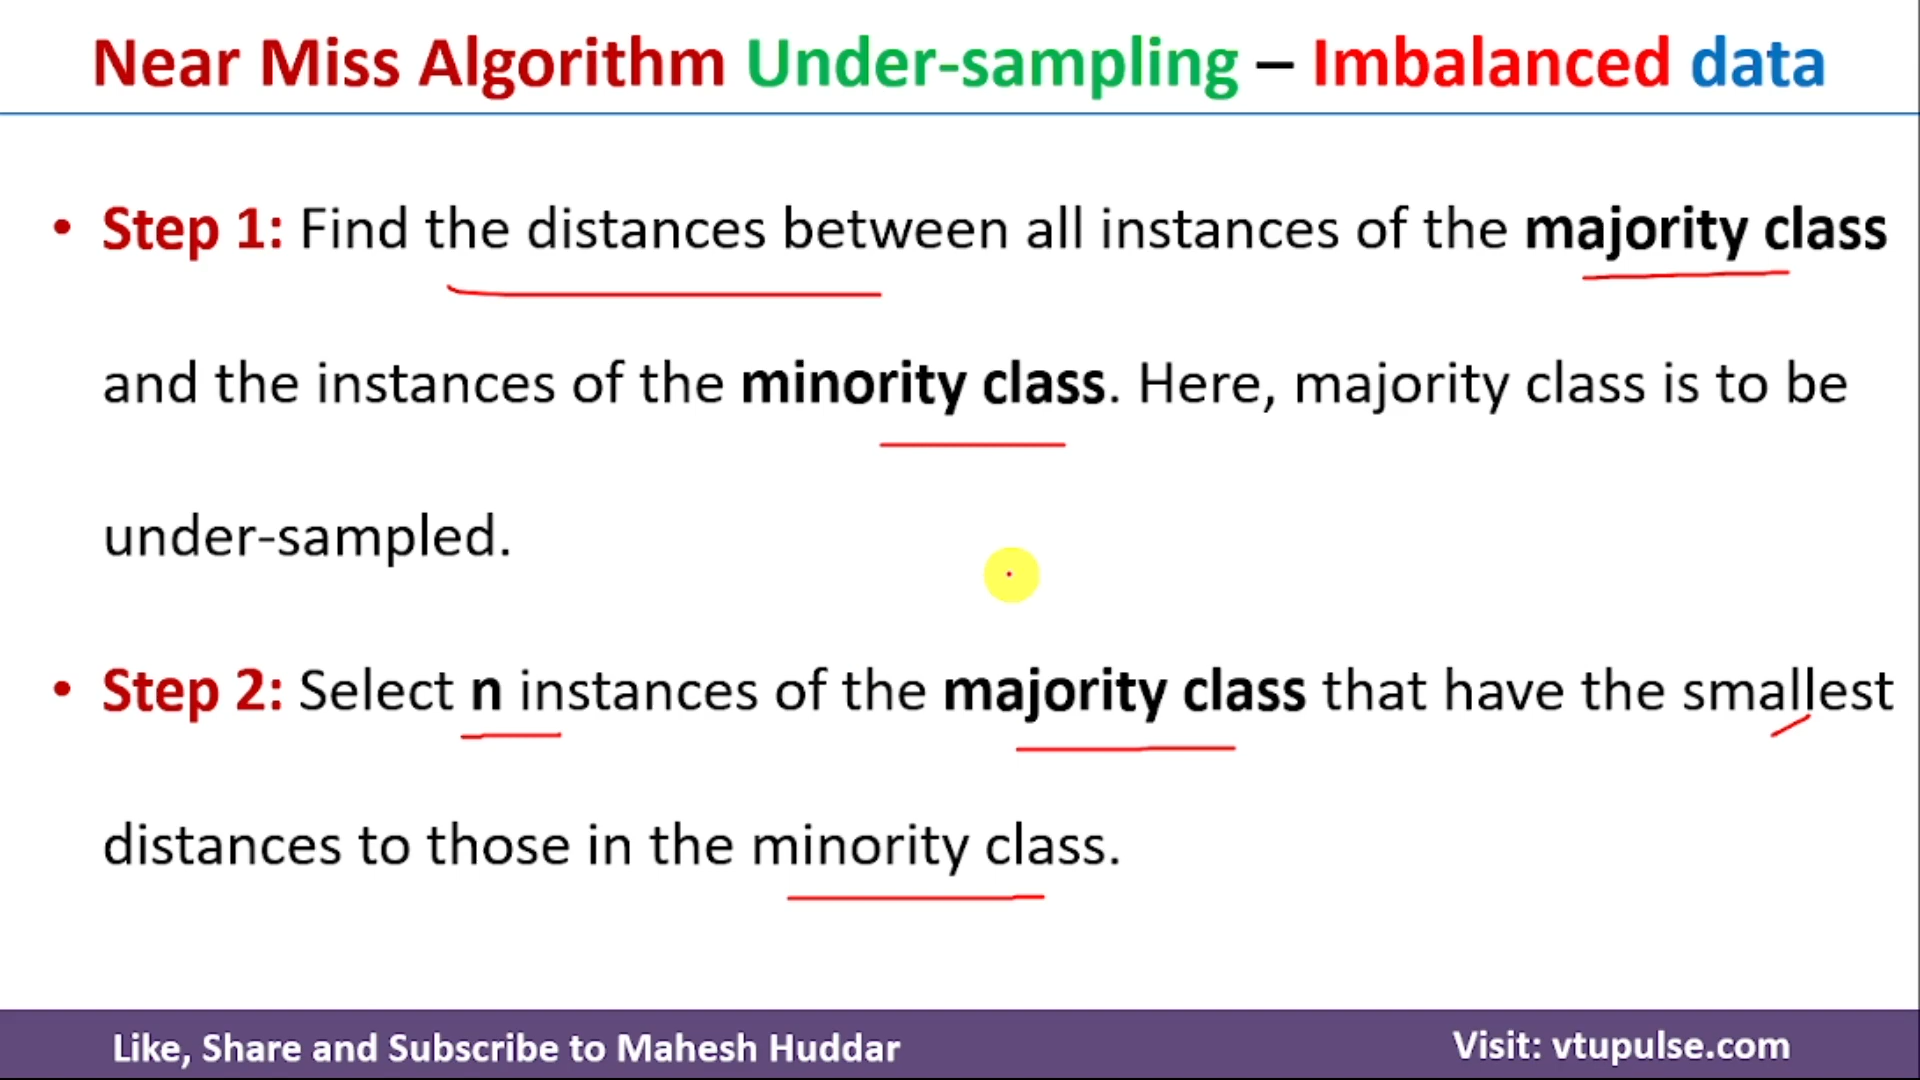 Near Miss Algorithm Under-sampling – Imbalanced data
• Step 1: Find the distances between all instances of the majority class
and the instances of the minority class. Here, majority class is to be
under-sampled.
• Step 2: Select n instances of the majority class that have the smallest
distances to those in the minority class.
Like, Share and Subscribe to Mahesh Huddar
Visit: vtupulse.com